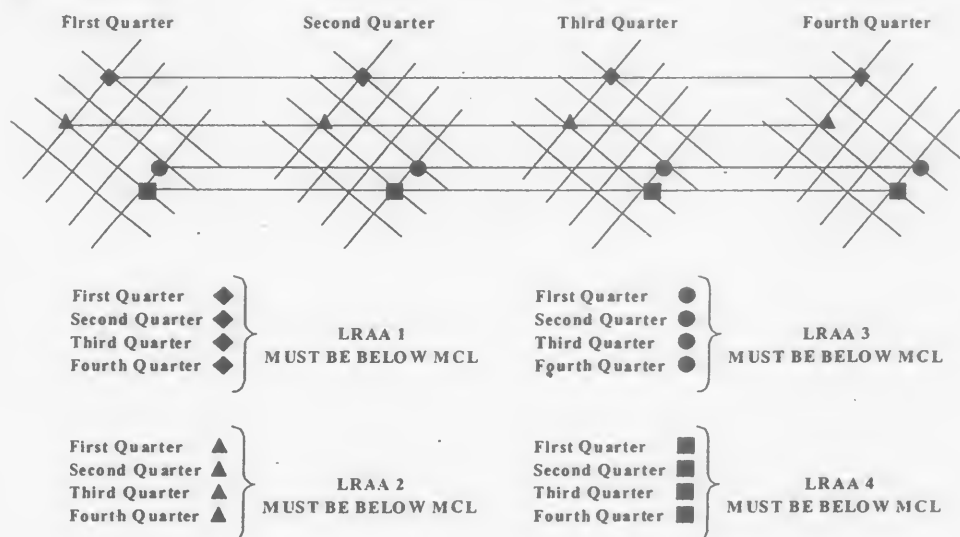 First Quarter Second Quarter Third Quarter Fourth Quarter
First Quarter
Second Quarter
Third Quarter
Fourth Quarter
LRAA 1
MUST BE BELOW MCL
First Quarter
Second Quarter
Third Quarter
Fourth Quarter
LRAA 3
MUST BE BELOW MCL
First Quarter
Second Quarter
Third Quarter
Fourth Quarter
LRAA 2
MUST BE BELOW MCL
First Quarter
Second Quarter
Third Quarter
Fourth Quarter
LRAA 4
MUST BE BELOW MCL